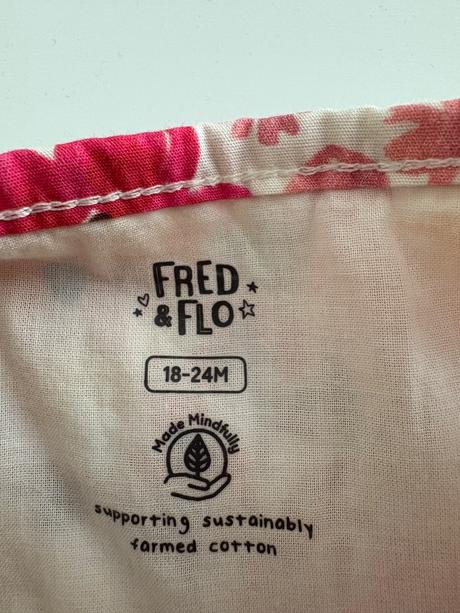 FRED
& FLO
18-24M
Made Mindfully
supporting sustainably
farmed cotton